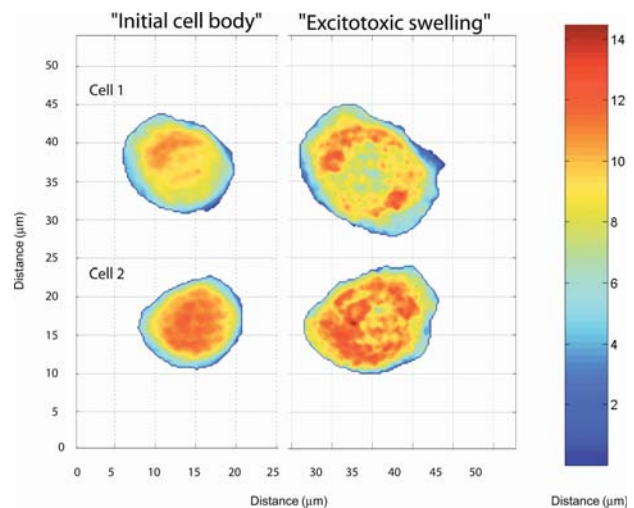 "Initial cell body" "Excitotoxic swelling"
Cell 1
Cell 2
Distance (μm)
50
40
30
25
20
15
10
5
0
0 5 10 15 20 25 30 35 40 45 50
Distance (μm)
14
12
10
8
6
4
2
Distance (μm)